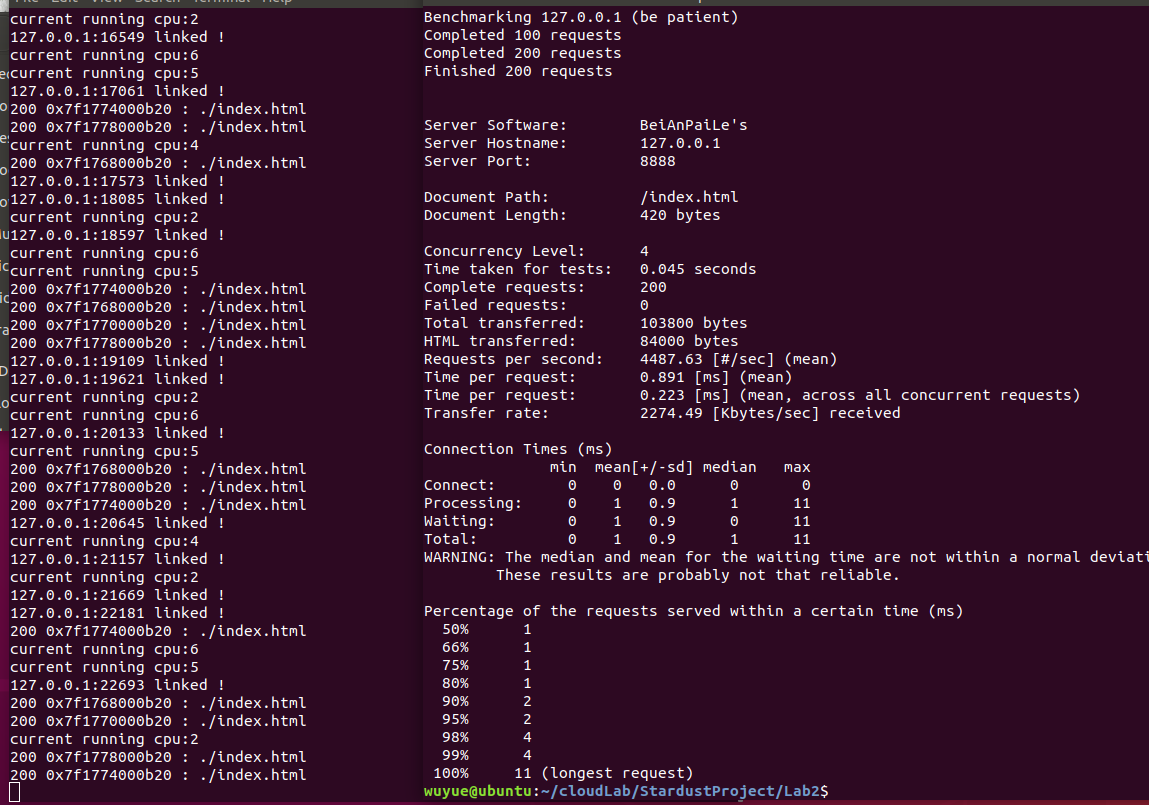 File Edit View Search Terminal Help
current running cpu:2
127.0.0.1:16549 linked !
current running cpu:6
current running cpu:5
127.0.0.1:17061 linked !
200 0x7f1774000b20 : ./index.html
200 0x7f1778000b20 : ./index.html
current running cpu:4
200 0x7f1768000b20 : ./index.html
127.0.0.1:17573 linked !
127.0.0.1:18085 linked !
current running cpu:2
127.0.0.1:18597 linked !
current running cpu:6
current running cpu:5
200 0x7f1774000b20 : ./index.html
200 0x7f1768000b20 : ./index.html
200 0x7f1770000b20 : ./index.html
200 0x7f1778000b20 : ./index.html
127.0.0.1:19109 linked !
127.0.0.1:19621 linked !
current running cpu:2
current running cpu:6
127.0.0.1:20133 linked !
current running cpu:5
200 0x7f1768000b20 : ./index.html
200 0x7f1778000b20 : ./index.html
200 0x7f1774000b20 : ./index.html
127.0.0.1:20645 linked !
current running cpu:4
127.0.0.1:21157 linked !
current running cpu:2
127.0.0.1:21669 linked !
127.0.0.1:22181 linked !
200 0x7f1774000b20 : ./index.html
current running cpu:6
current running cpu:5
127.0.0.1:22693 linked !
200 0x7f1768000b20 : ./index.html
200 0x7f1770000b20 : ./index.html
current running cpu:2
200 0x7f1778000b20 : ./index.html
200 0x7f1774000b20 : ./index.html
Benchmarking 127.0.0.1 (be patient)
Completed 100 requests
Completed 200 requests
Finished 200 requests
Server Software: BeiAnPaiLe's
Server Hostname: 127.0.0.1
Server Port: 8888
Document Path: /index.html
Document Length: 420 bytes
Concurrency Level: 4
Time taken for tests: 0.045 seconds
Complete requests: 200
Failed requests: 0
Total transferred: 103800 bytes
HTML transferred: 84000 bytes
Requests per second: 4487.63 [#/sec] (mean)
Time per request: 0.891 [ms] (mean)
Time per request: 0.223 [ms] (mean, across all concurrent requests)
Transfer rate: 2274.49 [Kbytes/sec] received
Connection Times (ms)
min mean[+/-sd] median max
Connect: 0 0 0.0 0 0
Processing: 0 1 0.9 1 11
Waiting: 0 1 0.9 0 11
Total: 0 1 0.9 1 11
WARNING: The median and mean for the waiting time are not within a normal deviati
These results are probably not that reliable.
Percentage of the requests served within a certain time (ms)
50% 1
66% 1
75% 1
80% 1
90% 2
95% 2
98% 4
99% 4
100% 11 (longest request)
wuyue@ubuntu:~/cloudLab/StardustProject/Lab2$